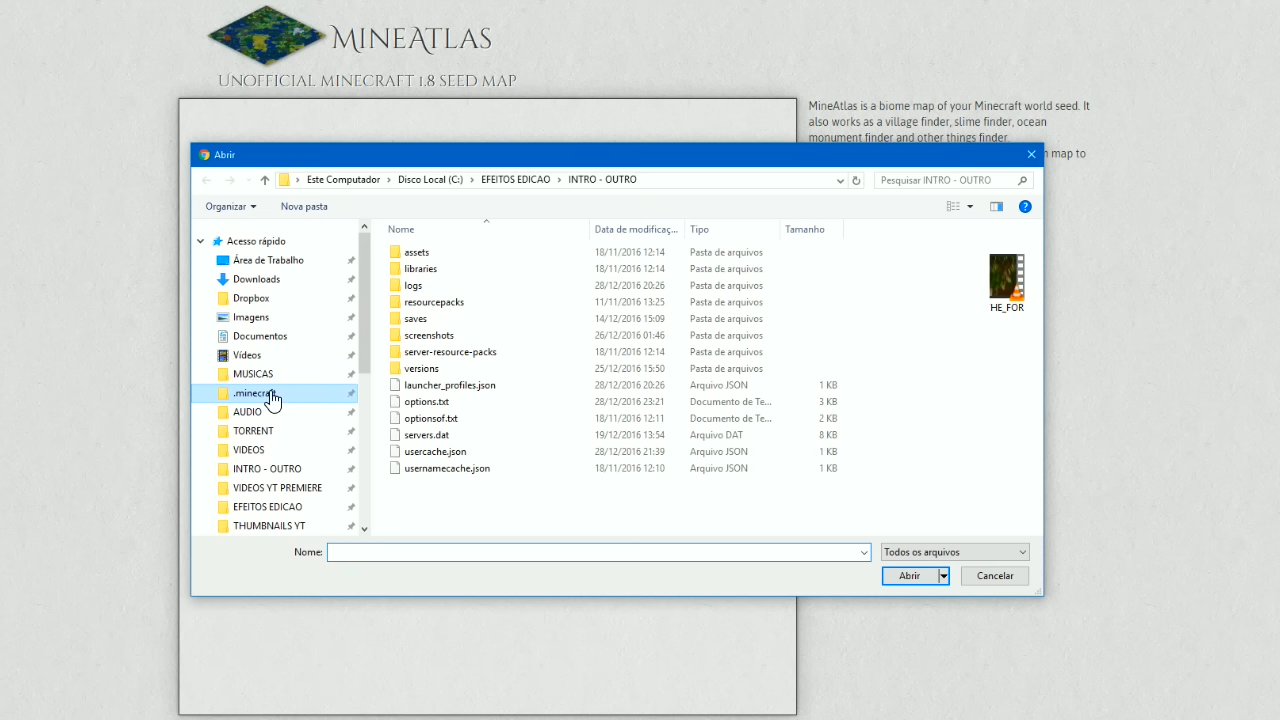 MineAtlas
Unofficial Minecraft 1.8 Seed Map
MineAtlas is a biome map of your Minecraft world seed. It
also works as a village finder, slime finder, ocean
monument finder and other things finder.
map to
Abrir
Este Computador > Disco Local (C:) > EFEITOS EDICAO > INTRO - OUTRO
Pesquisar INTRO - OUTRO
Organizar
Nova pasta
Acesso rápido
Área de Trabalho
Downloads
Dropbox
Imagens
Documentos
Vídeos
MUSICAS
.minecraft
AUDIO
TORRENT
VIDEOS
INTRO - OUTRO
VIDEOS YT PREMIERE
EFEITOS EDICAO
THUMBNAILS YT
Nome Data de modificaç... Tipo Tamanho
assets 18/11/2016 12:14 Pasta de arquivos
libraries 18/11/2016 12:14 Pasta de arquivos
logs 28/12/2016 20:26 Pasta de arquivos
resourcepacks 11/11/2016 13:25 Pasta de arquivos
saves 14/12/2016 15:09 Pasta de arquivos
screenshots 26/12/2016 01:46 Pasta de arquivos
server-resource-packs 18/11/2016 12:14 Pasta de arquivos
versions 25/12/2016 15:50 Pasta de arquivos
launcher_profiles.json 28/12/2016 20:26 Arquivo JSON 1 KB
options.txt 28/12/2016 23:21 Documento de Te... 3 KB
optionsof.txt 18/11/2016 12:11 Documento de Te... 2 KB
servers.dat 19/12/2016 13:54 Arquivo DAT 8 KB
usercache.json 28/12/2016 21:39 Arquivo JSON 1 KB
usernamecache.json 18/11/2016 12:10 Arquivo JSON 1 KB
HE_FOR
Nome:
Todos os arquivos
Abrir
Cancelar